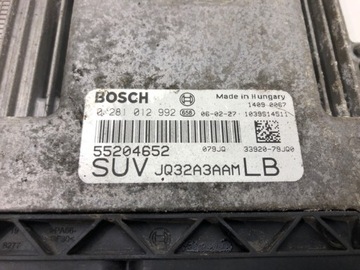 BOSCH
Made in Hungary
1409 0067
0 281 012 992
06-02-07
1039S14511
55204652
079JQ
33920-79JQ0
SUV JQ32A3AAM LB